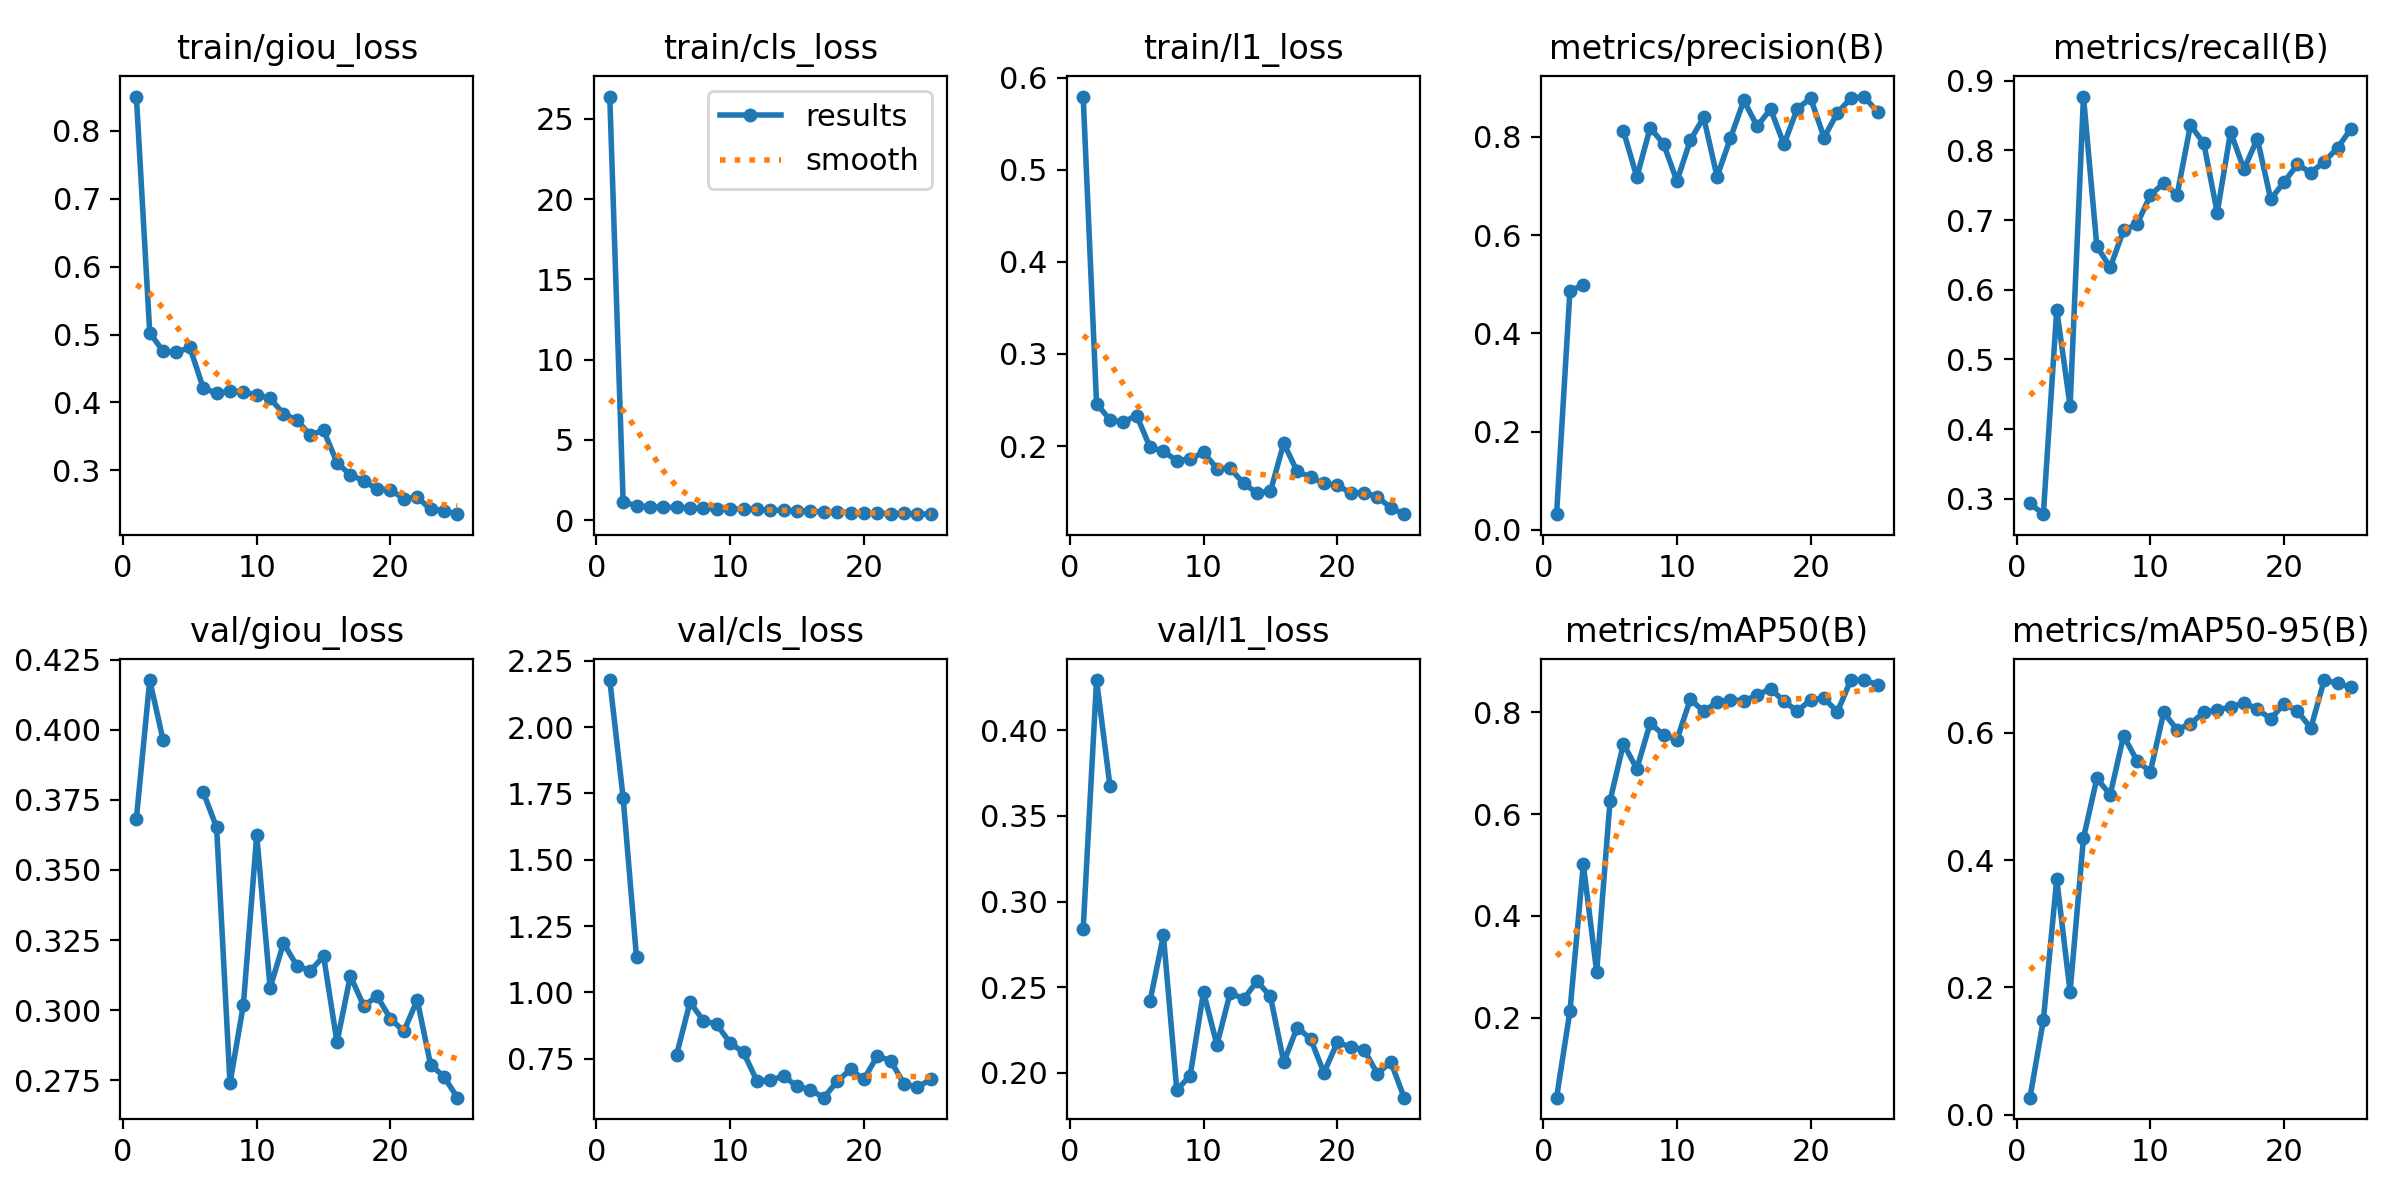 train/giou_loss
train/cls_loss
train/l1_loss
metrics/precision(B)
metrics/recall(B)
0.8
0.7
0.6
0.5
0.4
0.3
0 10 20
25
20
15
10
5
0
results
smooth
0 10 20
0.6
0.5
0.4
0.3
0.2
0 10 20
0.8
0.6
0.4
0.2
0.0
0 10 20
0.9
0.8
0.7
0.6
0.5
0.4
0.3
0 10 20
val/giou_loss
val/cls_loss
val/l1_loss
metrics/mAP50(B)
metrics/mAP50-95(B)
0.425
0.400
0.375
0.350
0.325
0.300
0.275
0 10 20
2.25
2.00
1.75
1.50
1.25
1.00
0.75
0 10 20
0.40
0.35
0.30
0.25
0.20
0 10 20
0.8
0.6
0.4
0.2
0 10 20
0.6
0.4
0.2
0.0
0 10 20